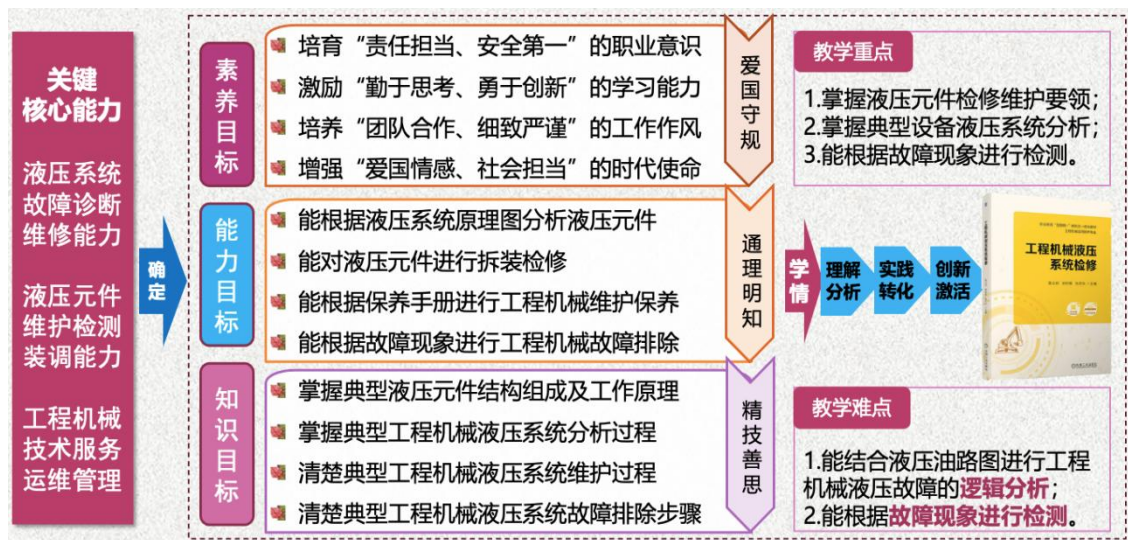 关键
核心能力
液压系统
故障诊断
维修能力
液压元件
维护检测
装调能力
工程机械
技术服务
运维管理
确定
素养目标
培育“责任担当、安全第一”的职业意识
激励“勤于思考、勇于创新”的学习能力
培养“团队合作、细致严谨”的工作作风
增强“爱国情感、社会担当”的时代使命
爱国守规
能力目标
能根据液压系统原理图分析液压元件
能对液压元件进行拆装检修
能根据保养手册进行工程机械维护保养
能根据故障现象进行工程机械故障排除
通理明知
知识目标
掌握典型液压元件结构组成及工作原理
掌握典型工程机械液压系统分析过程
清楚典型工程机械液压系统维护过程
清楚典型工程机械液压系统故障排除步骤
精技善思
教学重点
1.掌握液压元件检修维护要领；
2.掌握典型设备液压系统分析；
3.能根据故障现象进行检测。
学情
理解
分析
实践
转化
创新
激活
工程机械液压
系统检修
教学难点
1.能结合液压油路图进行工程
机械液压故障的逻辑分析；
2.能根据故障现象进行检测。